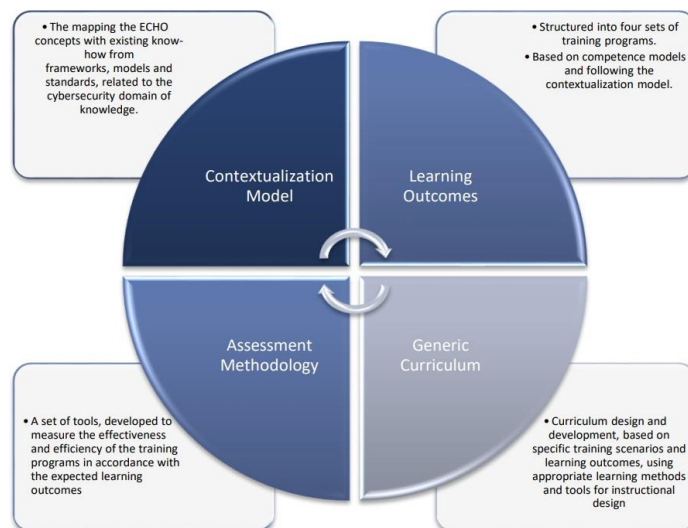 • The mapping the ECHO
concepts with existing know-
how from
frameworks, models and
standards, related to the
cybersecurity domain of
knowledge.
• Structured into four sets of
training programs.
• Based on competence models
and following the
contextualization model.
Contextualization
Model
Learning
Outcomes
Assessment
Methodology
Generic
Curriculum
• A set of tools, developed to
measure the effectiveness
and efficiency of the training
programs in accordance with
the expected learning
outcomes
• Curriculum design and
development, based on
specific training scenarios and
learning outcomes, using
appropriate learning methods
and tools for instructional
design